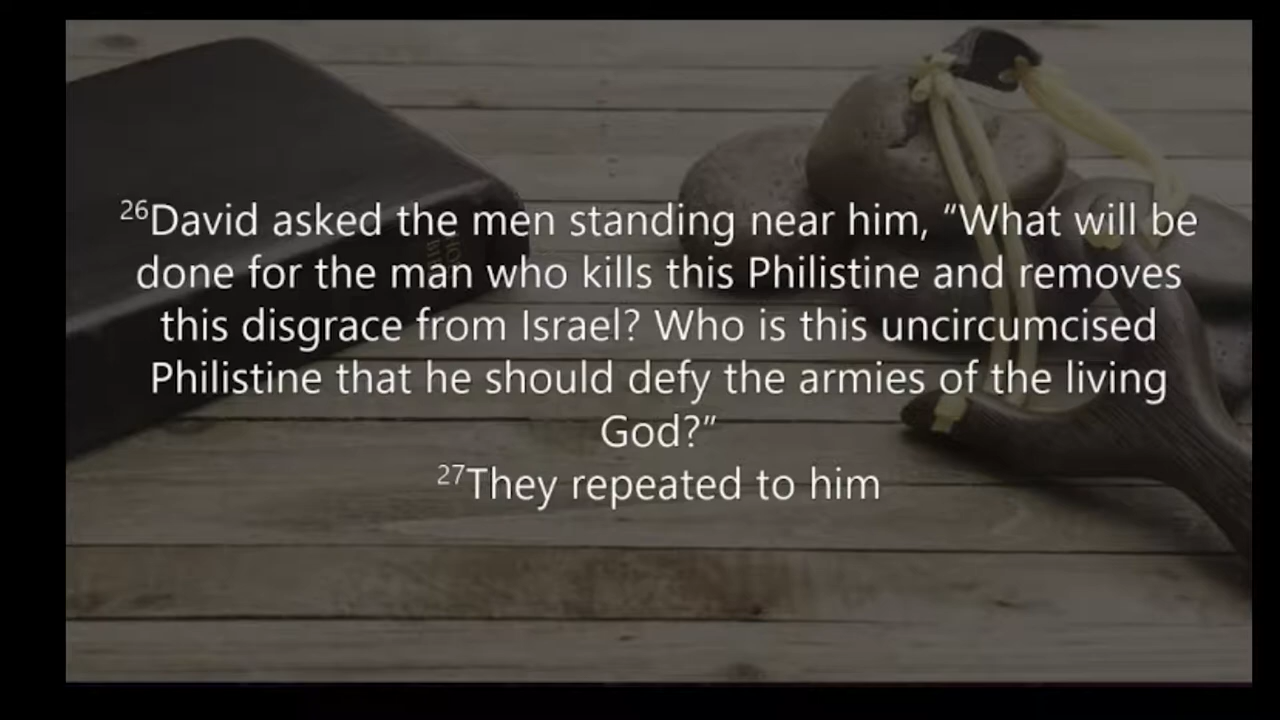 ²⁶David asked the men standing near him, “What will be
done for the man who kills this Philistine and removes
this disgrace from Israel? Who is this uncircumcised
Philistine that he should defy the armies of the living
God?”
²⁷They repeated to him